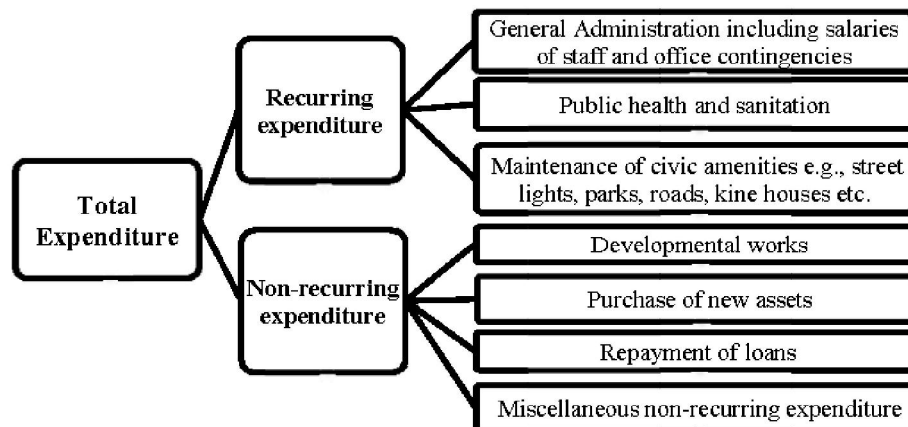 Total
Expenditure
Recurring
expenditure
General Administration including salaries
of staff and office contingencies
Public health and sanitation
Maintenance of civic amenities e.g., street
lights, parks, roads, kine houses etc.
Non-recurring
expenditure
Developmental works
Purchase of new assets
Repayment of loans
Miscellaneous non-recurring expenditure